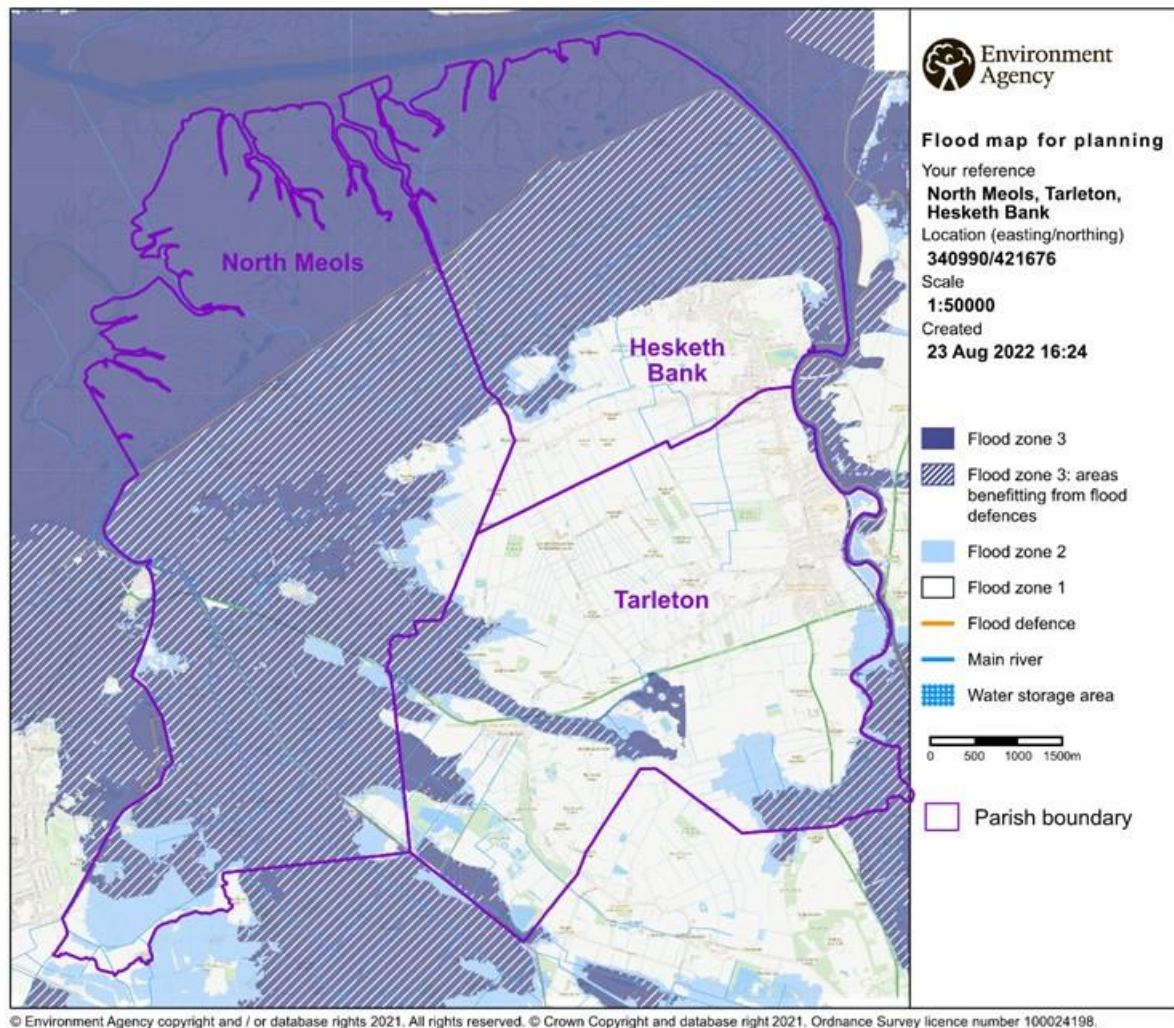 North Meols
Hesketh
Bank
Tarleton
Environment
Agency
Flood map for planning
Your reference
North Meols, Tarleton,
Hesketh Bank
Location (easting/northing)
340990/421676
Scale
1:50000
Created
23 Aug 2022 16:24
Flood zone 3
Flood zone 3: areas
benefitting from flood
defences
Flood zone 2
Flood zone 1
Flood defence
Main river
Water storage area
0 500 1000 1500m
Parish boundary
© Environment Agency copyright and / or database rights 2021. All rights reserved. © Crown Copyright and database right 2021. Ordnance Survey licence number 100024198.